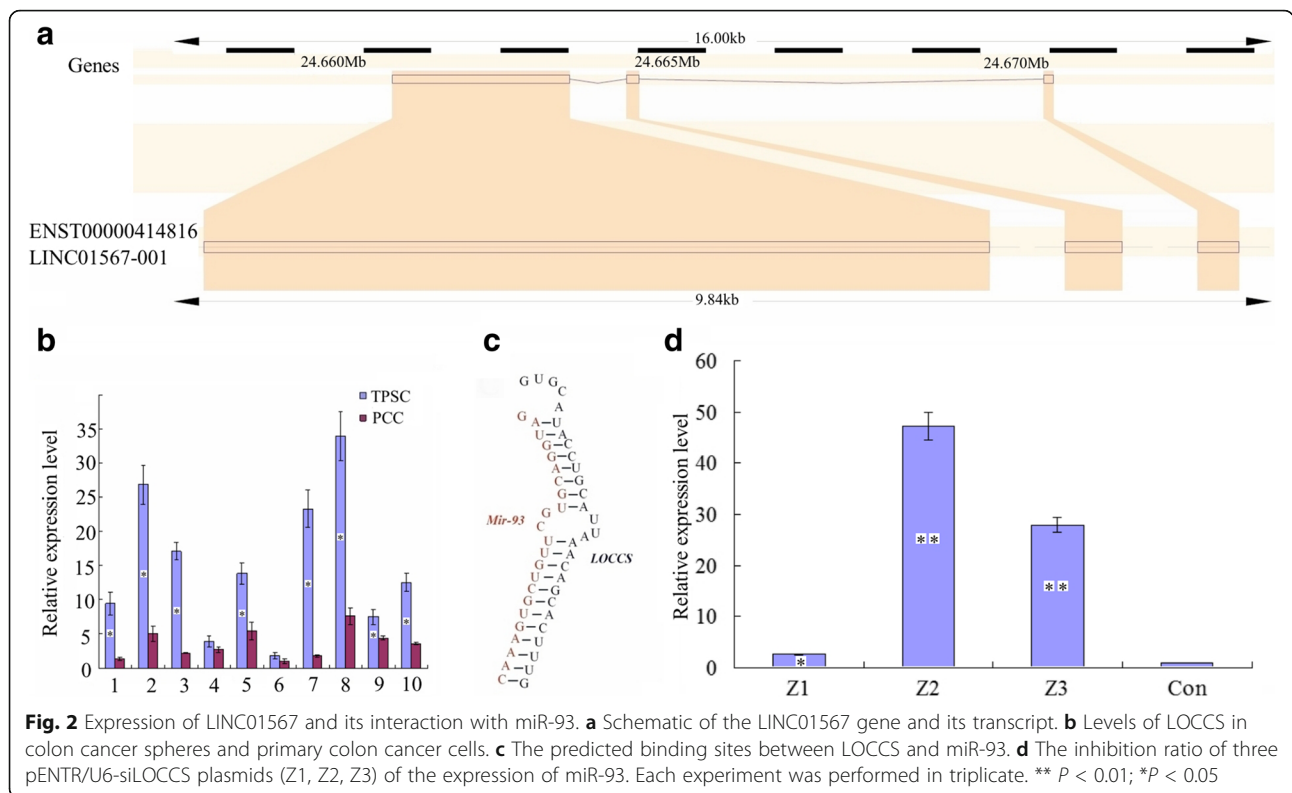 a
16.00kb
Genes
24.660Mb 24.665Mb 24.670Mb
ENST00000414816
LINC01567-001
9.84kb
b
Relative expression level
TPSC
PCC
35
30
25
20
15
10
5
0
* * * * * * * *
1 2 3 4 5 6 7 8 9 10
c
G U G C A U A C C U G C A U U A A A C A G C A C U U U G
G A U G G A C G U G C U U G U C G U G A A A C
Mir-93
LOCCS
d
Relative expression level
60
50
40
30
20
10
0
* ** **
Z1 Z2 Z3 Con
Fig. 2 Expression of LINC01567 and its interaction with miR-93. a Schematic of the LINC01567 gene and its transcript. b Levels of LOCCS in
colon cancer spheres and primary colon cancer cells. c The predicted binding sites between LOCCS and miR-93. d The inhibition ratio of three
pENTR/U6-siLOCCS plasmids (Z1, Z2, Z3) of the expression of miR-93. Each experiment was performed in triplicate. ** P < 0.01; *P < 0.05